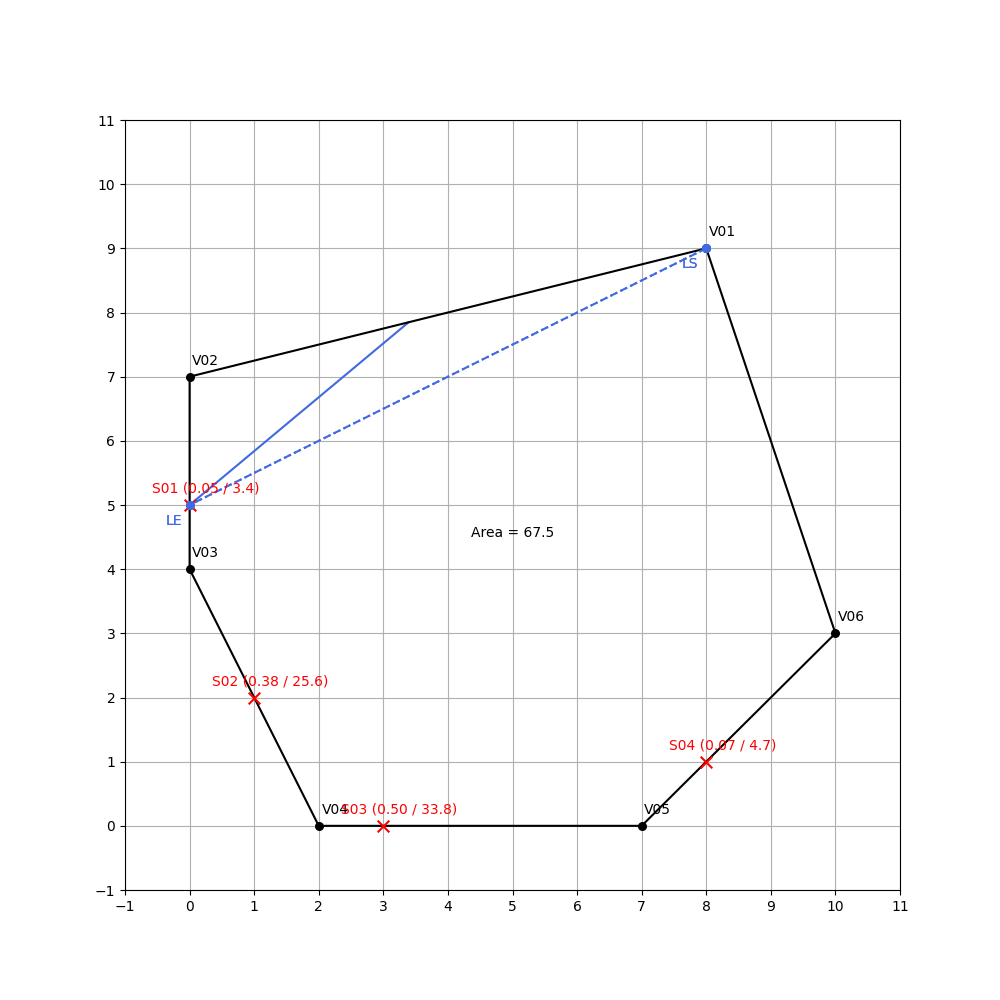 11
10
9
8
7
6
5
4
3
2
1
0
−1
V01
LS
V02
S01 (0.05 / 3.4)
LE
Area = 67.5
V03
V06
S02 (0.38 / 25.6)
S04 (0.07 / 4.7)
V04
S03 (0.50 / 33.8)
V05
−1 0 1 2 3 4 5 6 7 8 9 10 11